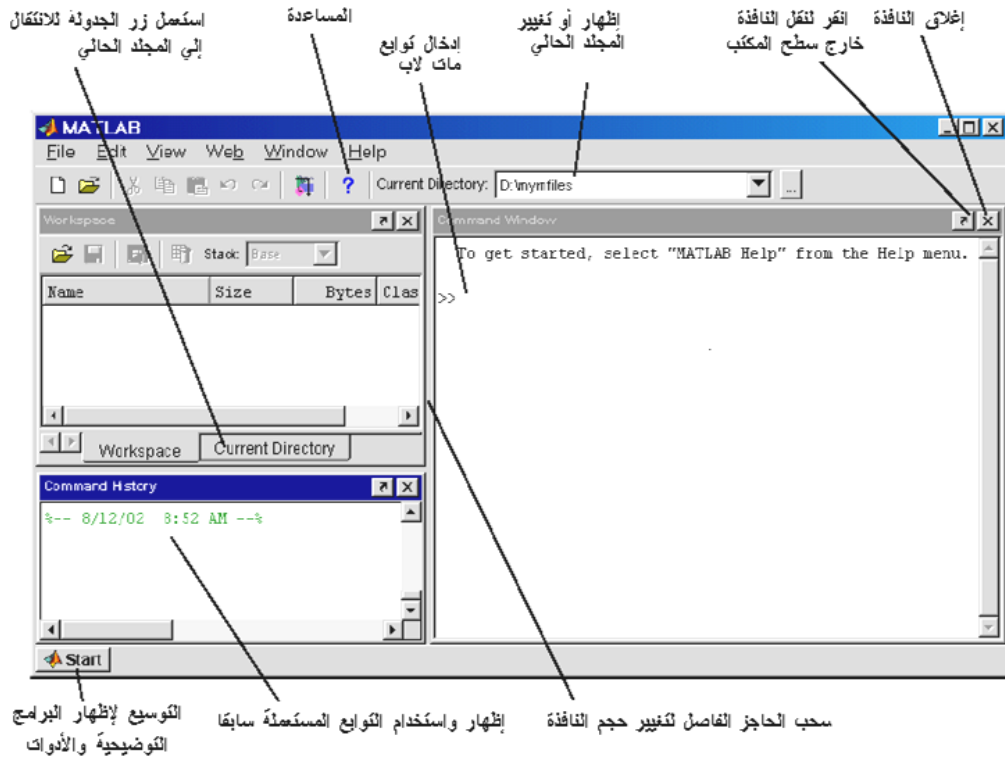 استعمل زر الجدولة للانتقال
إلي المجلد الحالي
المساعدة
إدخال توابع
مات لاب
إظهار أو تغيير
المجلد الحالي
انقر لنقل النافذة
خارج سطح المكتب
إغلاق النافذة
MATLAB
File Edit View Web Window Help
? Current Directory: D:\mymfiles ...
Workspace
Stack: Base
Name Size Bytes Clas
Workspace Current Directory
Command History
%-- 8/12/02 8:52 AM --%
Command Window
To get started, select "MATLAB Help" from the Help menu.
>>
Start
التوسيع لإظهار البرامج
التوضيحية والأدوات
إظهار واستخدام التوابع المستعملة سابقا
سحب الحاجز الفاصل لتغيير حجم النافذة